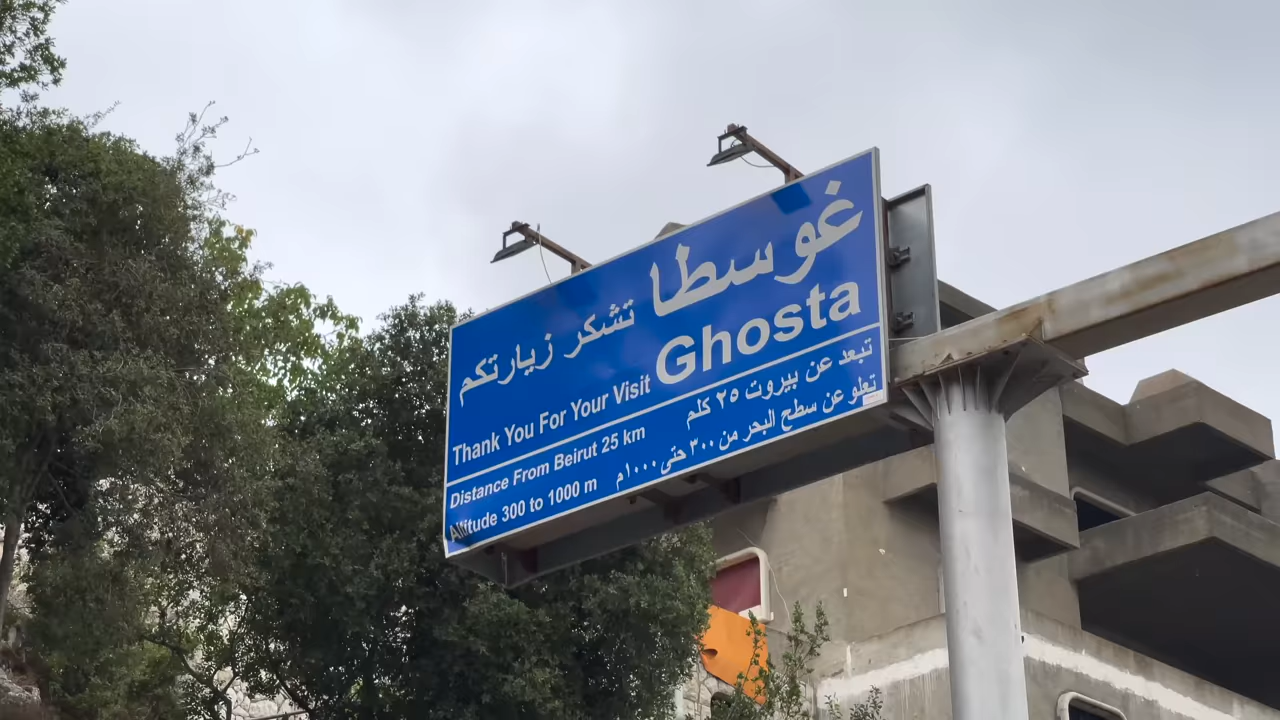 غوسطا تشكر زيارتكم
Thank You For Your Visit Ghosta
تبعد عن بيروت ٢٥ كلم
Distance From Beirut 25 km
تعلو عن سطح البحر من ٣٠٠ حتى ١٠٠٠م
Altitude 300 to 1000 m